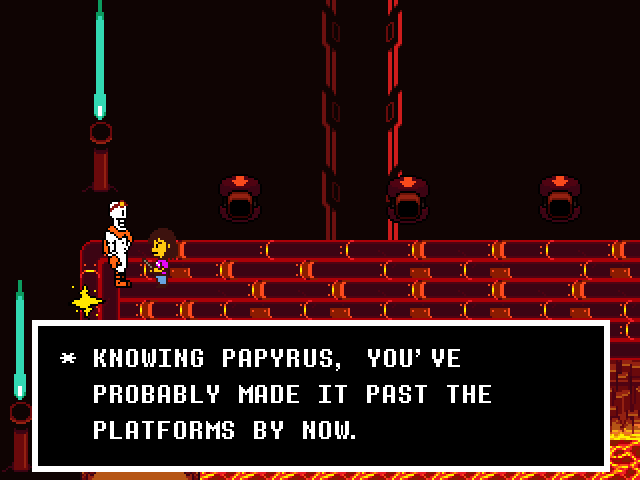 * KNOWING PAPYRUS, YOU'VE
PROBABLY MADE IT PAST THE
PLATFORMS BY NOW.